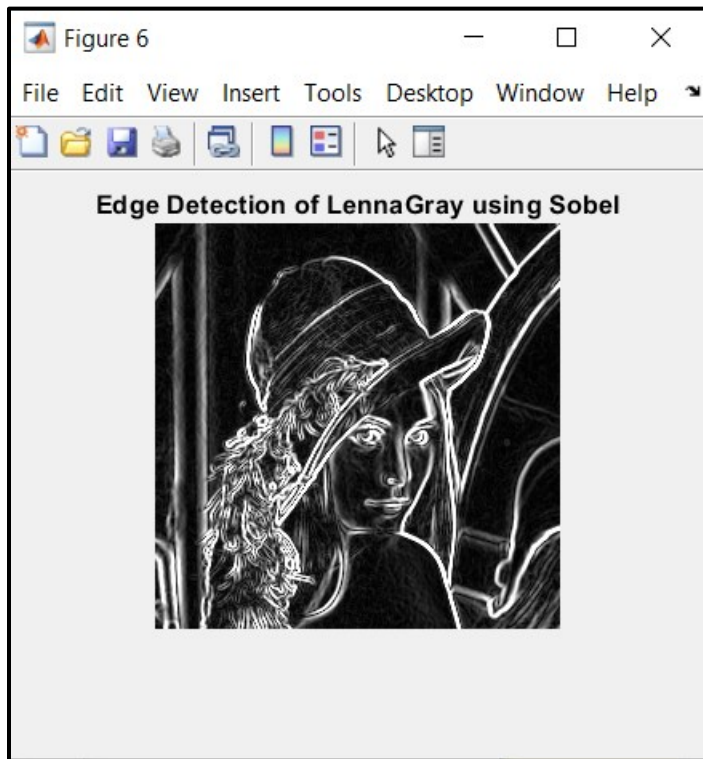 Figure 6
File Edit View Insert Tools Desktop Window Help
Edge Detection of LennaGray using Sobel